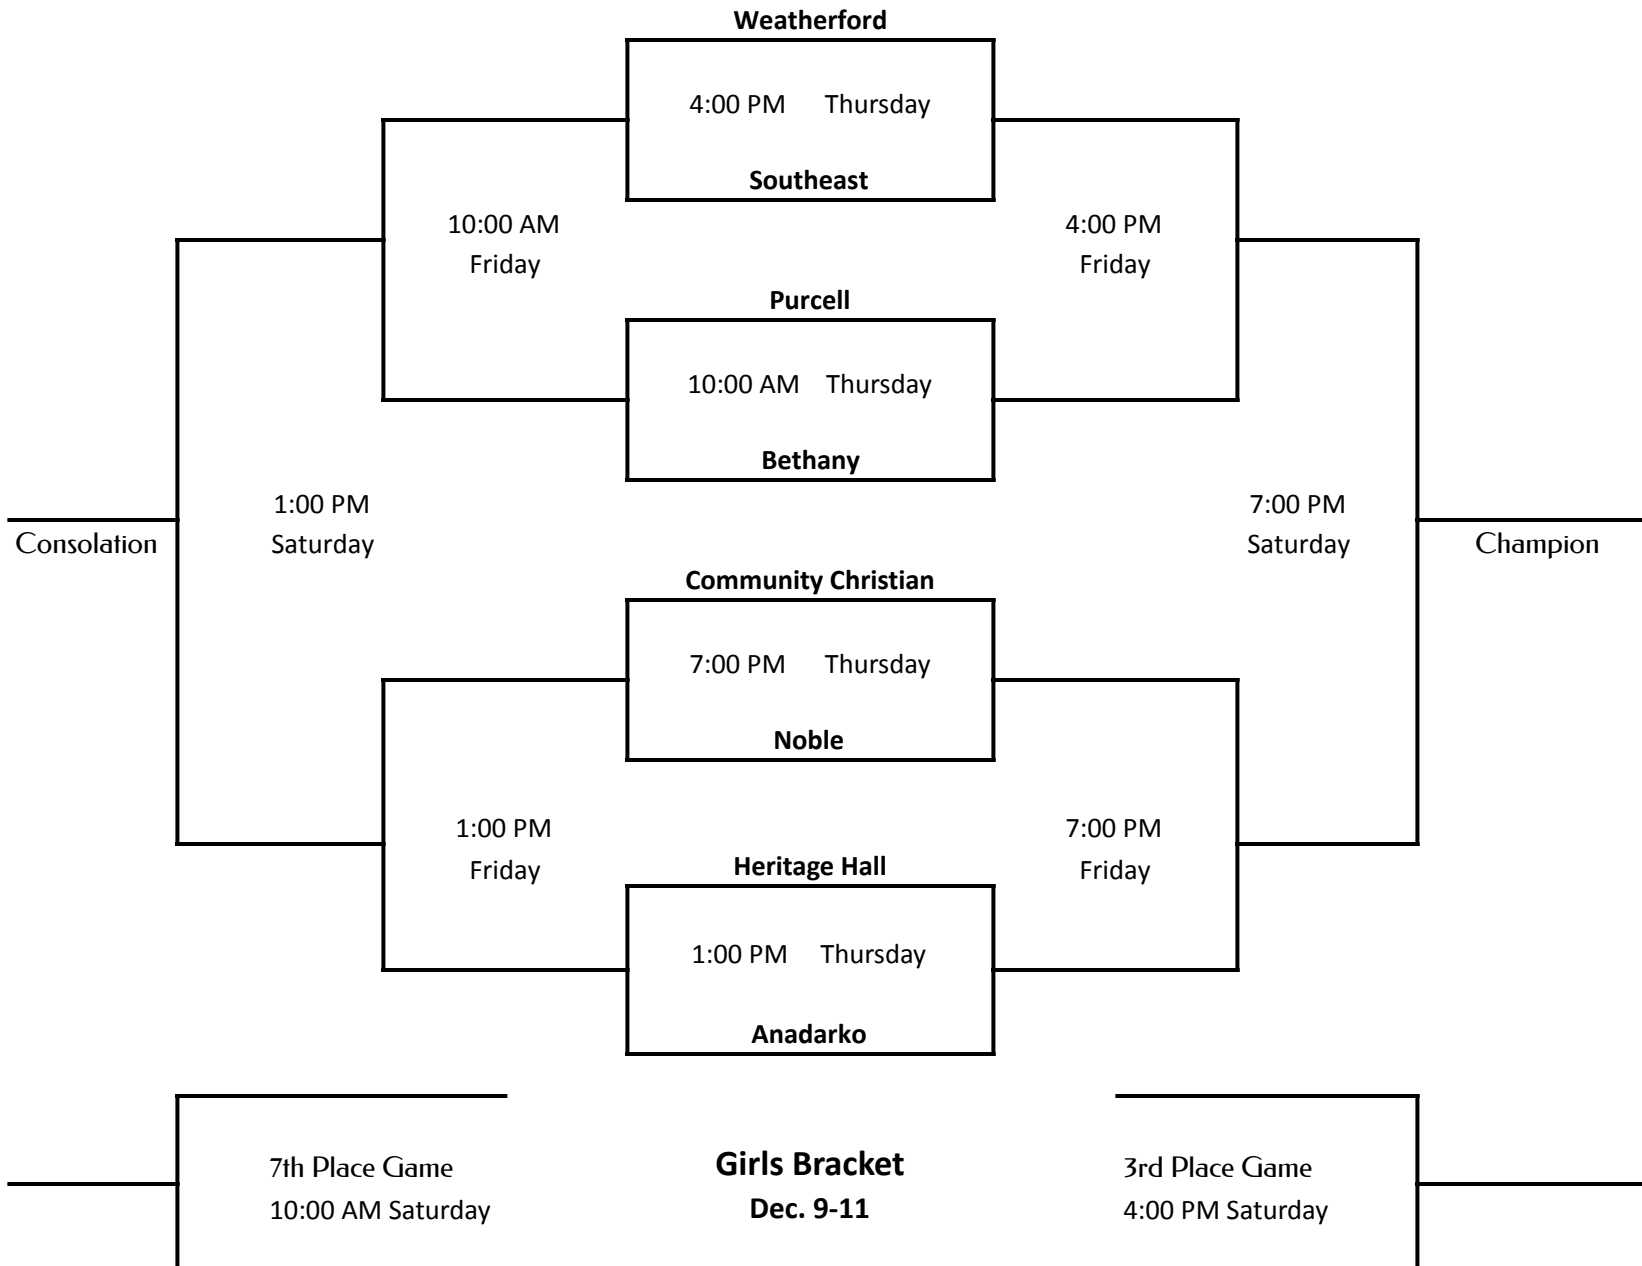 Weatherford
4:00 PM Thursday
Southeast
10:00 AM
Friday
4:00 PM
Friday
Purcell
10:00 AM Thursday
Bethany
1:00 PM
Saturday
7:00 PM
Saturday
Consolation
Champion
Community Christian
7:00 PM Thursday
Noble
1:00 PM
Friday
7:00 PM
Friday
Heritage Hall
1:00 PM Thursday
Anadarko
7th Place Game
10:00 AM Saturday
Girls Bracket
Dec. 9-11
3rd Place Game
4:00 PM Saturday